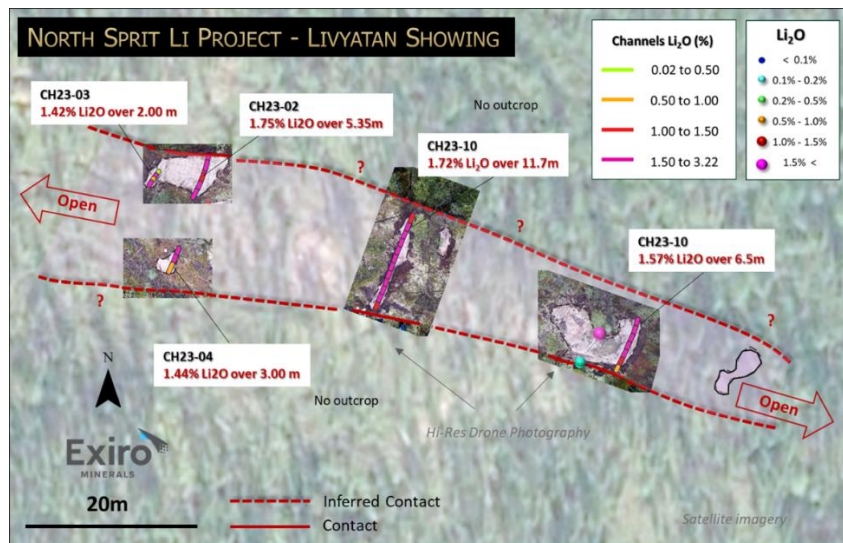 NORTH SPRIT LI PROJECT - LIVYATAN SHOWING
CH23-03
1.42% Li2O over 2.00 m
CH23-02
1.75% Li2O over 5.35m
No outcrop
CH23-10
1.72% Li₂O over 11.7m
Channels Li₂O (%)
0.02 to 0.50
0.50 to 1.00
1.00 to 1.50
1.50 to 3.22
Li₂O
< 0.1%
0.1% - 0.2%
0.2% - 0.5%
0.5% - 1.0%
1.0% - 1.5%
1.5% <
?
?
?
Open
CH23-10
1.57% Li2O over 6.5m
?
?
CH23-04
1.44% Li2O over 3.00 m
No outcrop
Hi-Res Drone Photography
Open
N
Exiro
MINERALS
20m
Inferred Contact
Contact
Satellite imagery